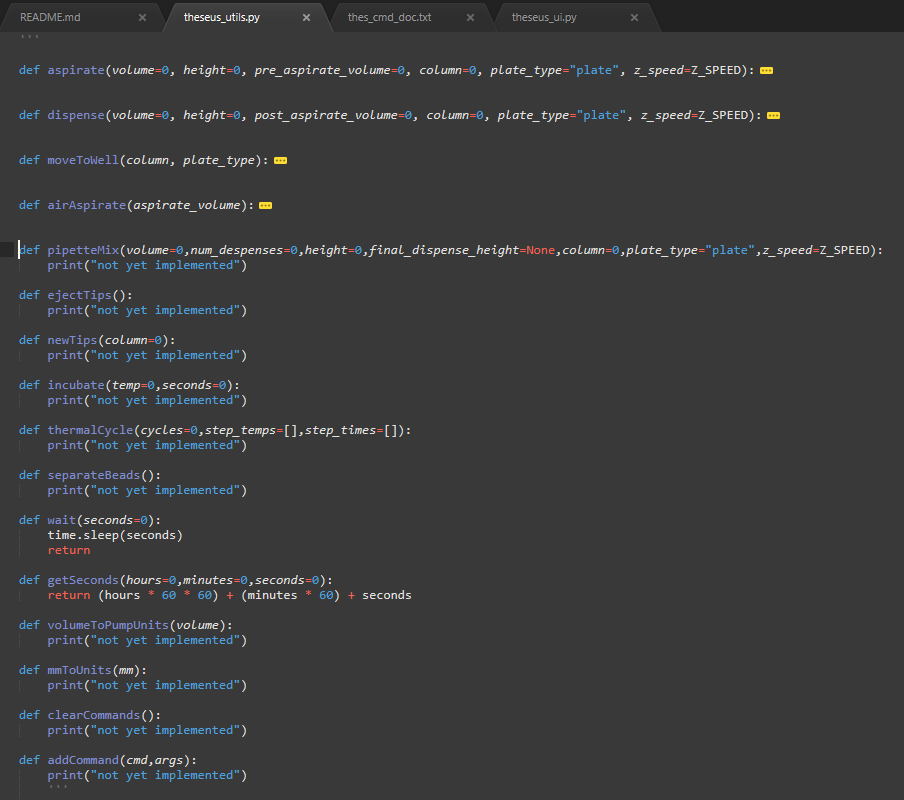 README.md × theseus_utils.py × thes_cmd_doc.txt × theseus_ui.py ×
'''
def aspirate(volume=0, height=0, pre_aspirate_volume=0, column=0, plate_type="plate", z_speed=Z_SPEED):
def dispense(volume=0, height=0, post_aspirate_volume=0, column=0, plate_type="plate", z_speed=Z_SPEED):
def moveToWell(column, plate_type):
def airAspirate(aspirate_volume):
def pipetteMix(volume=0,num_despenses=0,height=0,final_dispense_height=None,column=0,plate_type="plate",z_speed=Z_SPEED):
    print("not yet implemented")
def ejectTips():
    print("not yet implemented")
def newTips(column=0):
    print("not yet implemented")
def incubate(temp=0,seconds=0):
    print("not yet implemented")
def thermalCycle(cycles=0,step_temps=[],step_times=[]):
    print("not yet implemented")
def separateBeads():
    print("not yet implemented")
def wait(seconds=0):
    time.sleep(seconds)
    return
def getSeconds(hours=0,minutes=0,seconds=0):
    return (hours * 60 * 60) + (minutes * 60) + seconds
def volumeToPumpUnits(volume):
    print("not yet implemented")
def mmToUnits(mm):
    print("not yet implemented")
def clearCommands():
    print("not yet implemented")
def addCommand(cmd,args):
    print("not yet implemented")
    '''